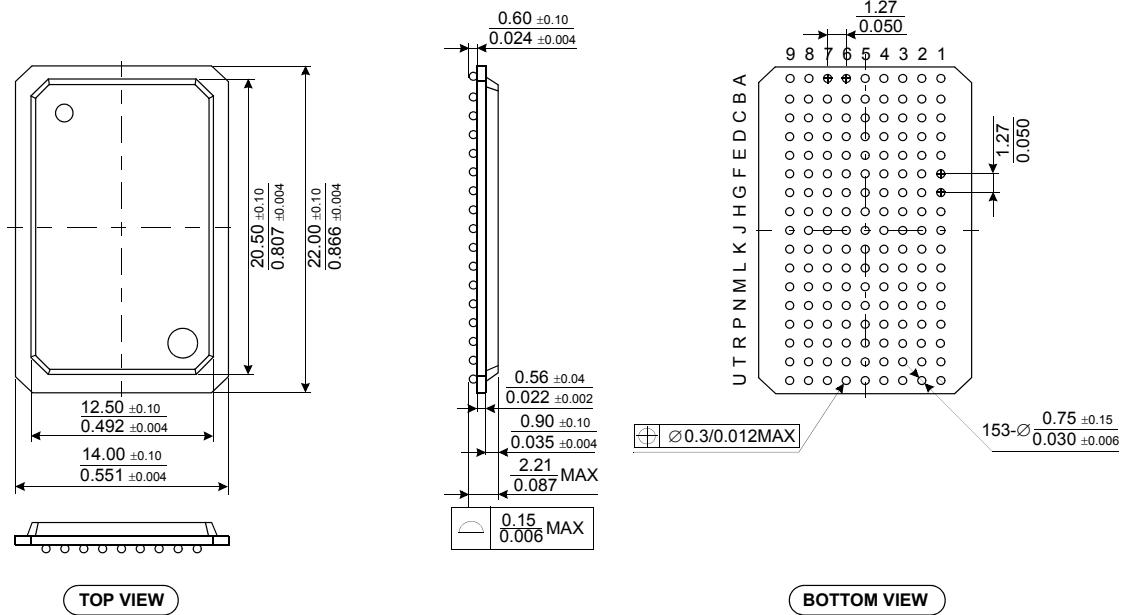 20.50 ±0.10
0.807 ±0.004
22.00 ±0.10
0.866 ±0.004
12.50 ±0.10
0.492 ±0.004
14.00 ±0.10
0.551 ±0.004
TOP VIEW
0.60 ±0.10
0.024 ±0.004
0.56 ±0.04
0.022 ±0.002
0.90 ±0.10
0.035 ±0.004
2.21
0.087 MAX
0.15
0.006 MAX
1.27
0.050
9 8 7 6 5 4 3 2 1
A
B
C
D
E
F
G
H
J
K
L
M
N
P
R
T
U
1.27
0.050
⌖ ∅0.3/0.012MAX
153-∅ 0.75 ±0.15
0.030 ±0.006
BOTTOM VIEW